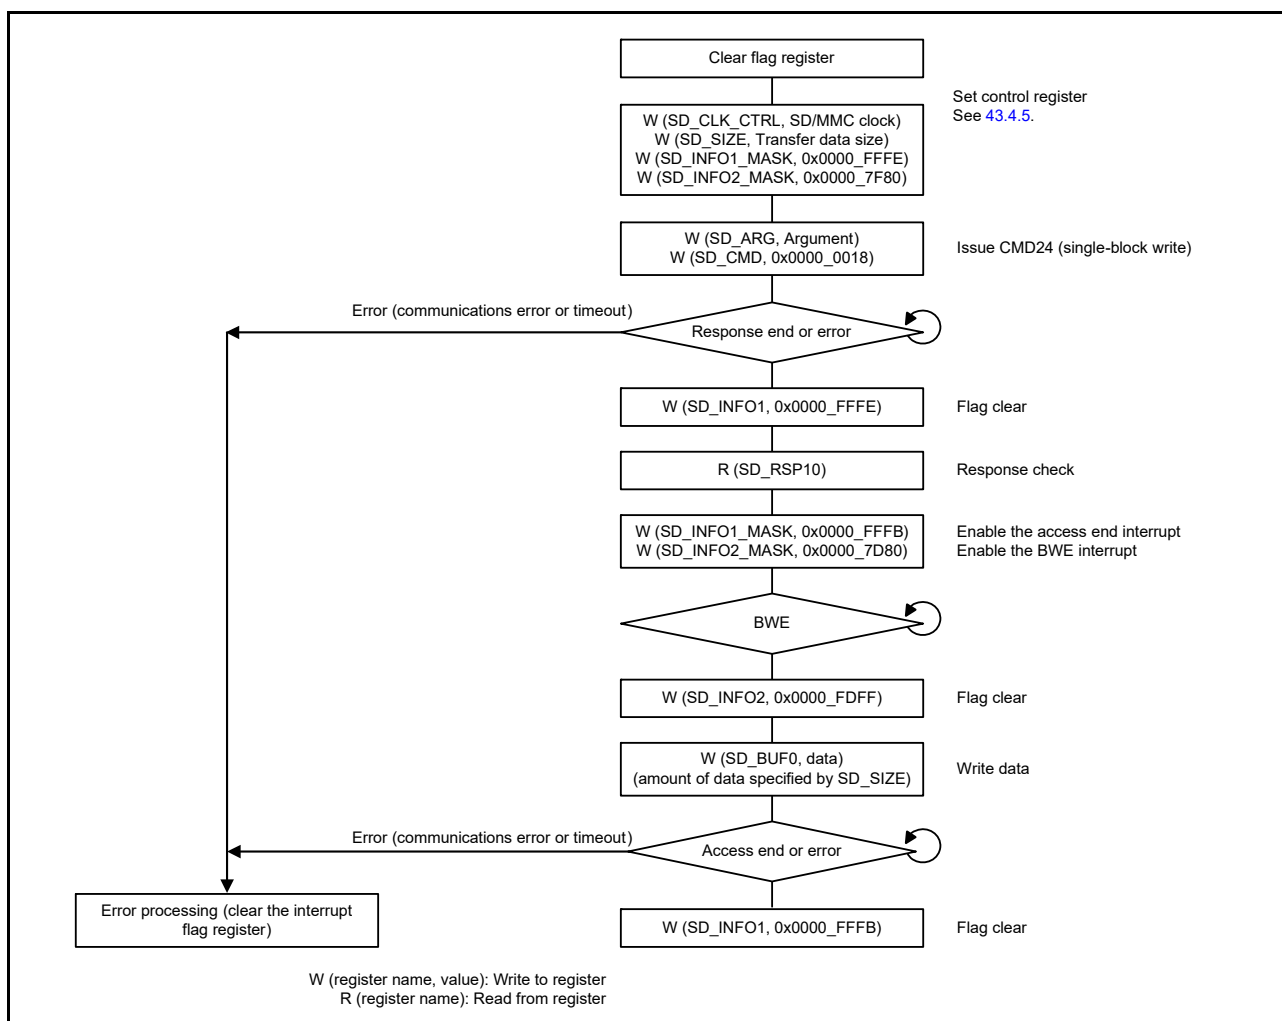 Clear flag register
Set control register
See 43.4.5.
W (SD_CLK_CTRL, SD/MMC clock)
W (SD_SIZE, Transfer data size)
W (SD_INFO1_MASK, 0x0000_FFFE)
W (SD_INFO2_MASK, 0x0000_7F80)
W (SD_ARG, Argument)
W (SD_CMD, 0x0000_0018)
Issue CMD24 (single-block write)
Error (communications error or timeout)
Response end or error
W (SD_INFO1, 0x0000_FFFE)
Flag clear
R (SD_RSP10)
Response check
W (SD_INFO1_MASK, 0x0000_FFFB)
W (SD_INFO2_MASK, 0x0000_7D80)
Enable the access end interrupt
Enable the BWE interrupt
BWE
W (SD_INFO2, 0x0000_FDFF)
Flag clear
W (SD_BUF0, data)
(amount of data specified by SD_SIZE)
Write data
Error (communications error or timeout)
Access end or error
Error processing (clear the interrupt
flag register)
W (SD_INFO1, 0x0000_FFFB)
Flag clear
W (register name, value): Write to register
R (register name): Read from register